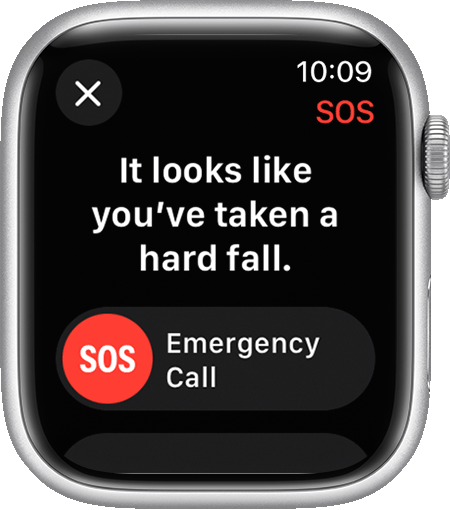 10:09
SOS
It looks like
you’ve taken a
hard fall.
SOS
Emergency
Call